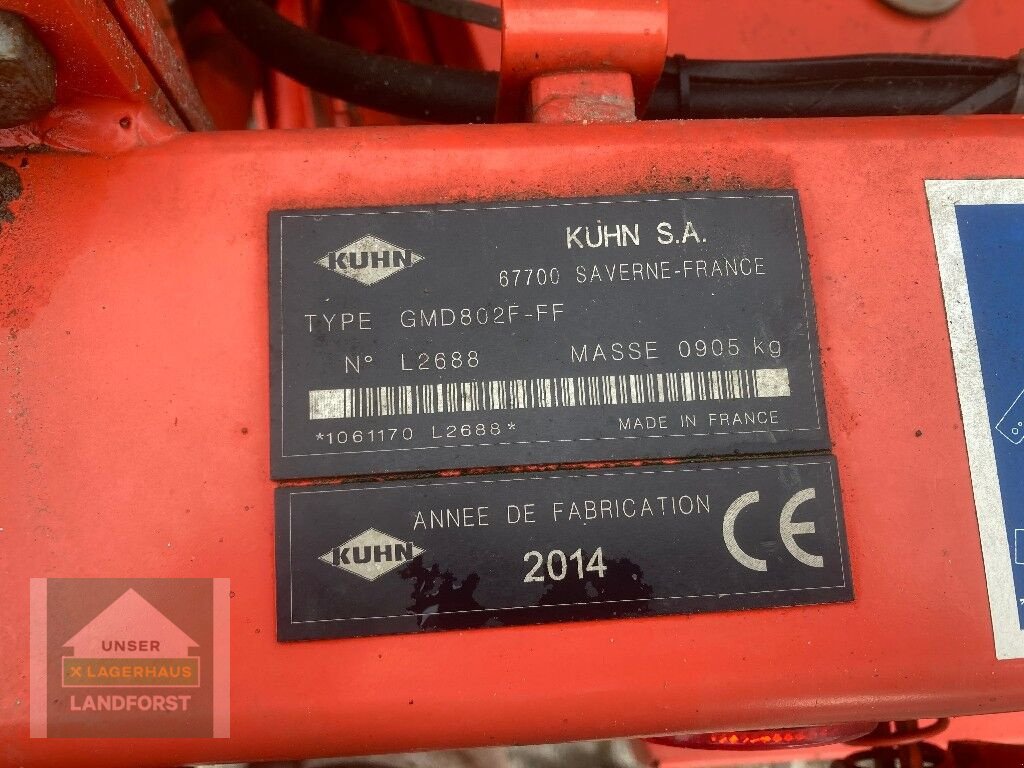 KUHN
KUHN S.A.
67700 SAVERNE-FRANCE
TYPE GMD802F-FF
N° L2688 MASSE 0905 kg
*1061170 L2688* MADE IN FRANCE
KUHN
ANNEE DE FABRICATION
2014
CE
UNSER
X LAGERHAUS
LANDFORST